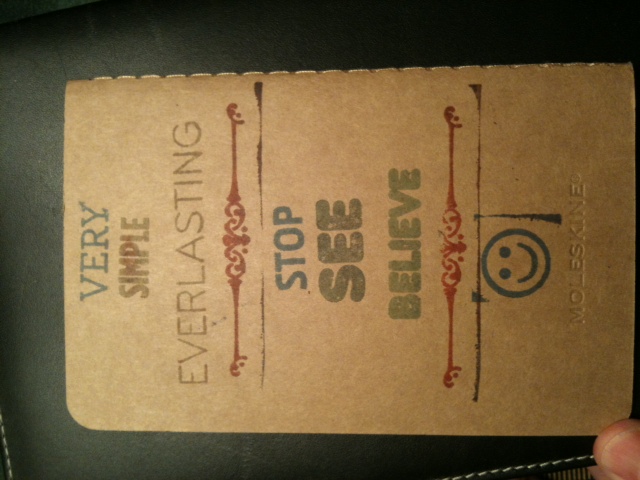 VERY
SIMPLE
EVERLASTING
STOP
SEE
BELIEVE
MOLESKINE®